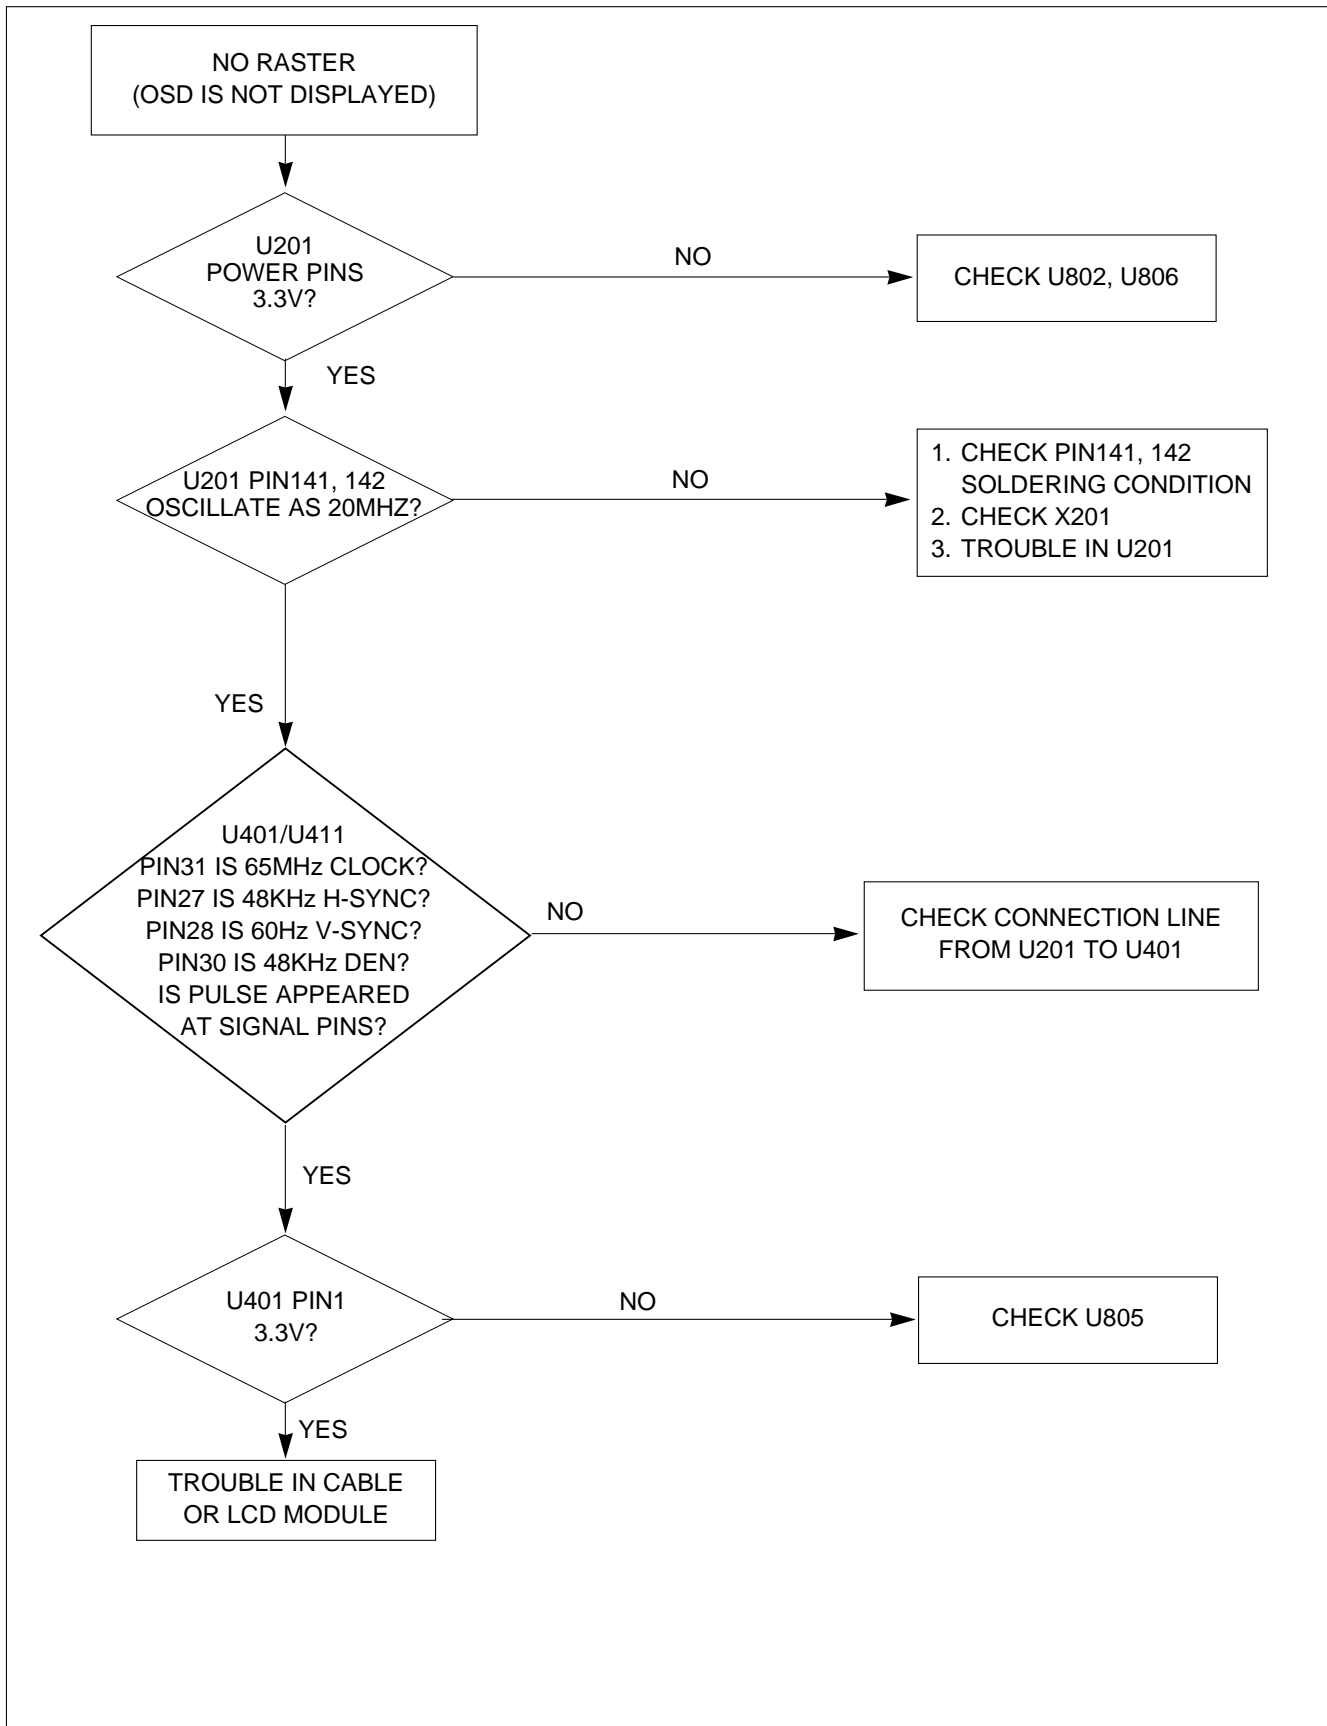 NO RASTER
(OSD IS NOT DISPLAYED)
U201
POWER PINS
3.3V?
NO
CHECK U802, U806
YES
U201 PIN141, 142
OSCILLATE AS 20MHZ?
NO
1. CHECK PIN141, 142
SOLDERING CONDITION
2. CHECK X201
3. TROUBLE IN U201
YES
U401/U411
PIN31 IS 65MHz CLOCK?
PIN27 IS 48KHz H-SYNC?
PIN28 IS 60Hz V-SYNC?
PIN30 IS 48KHz DEN?
IS PULSE APPEARED
AT SIGNAL PINS?
NO
CHECK CONNECTION LINE
FROM U201 TO U401
YES
U401 PIN1
3.3V?
NO
CHECK U805
YES
TROUBLE IN CABLE
OR LCD MODULE